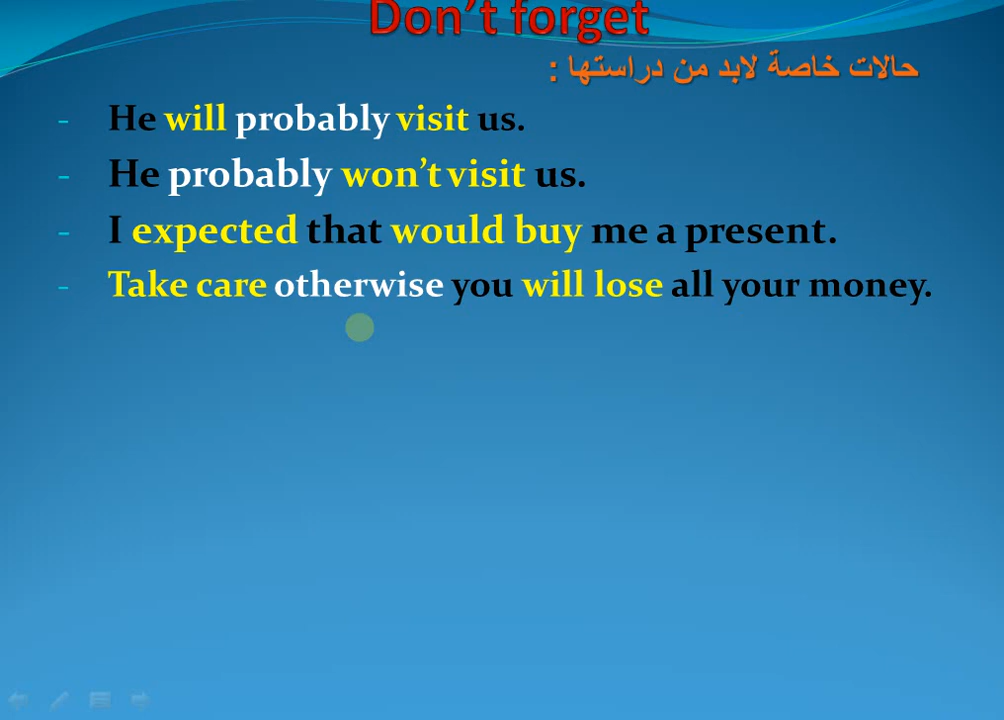 Don't forget
حالات خاصة لابد من دراستها :
- He will probably visit us.
- He probably won't visit us.
- I expected that would buy me a present.
- Take care otherwise you will lose all your money.